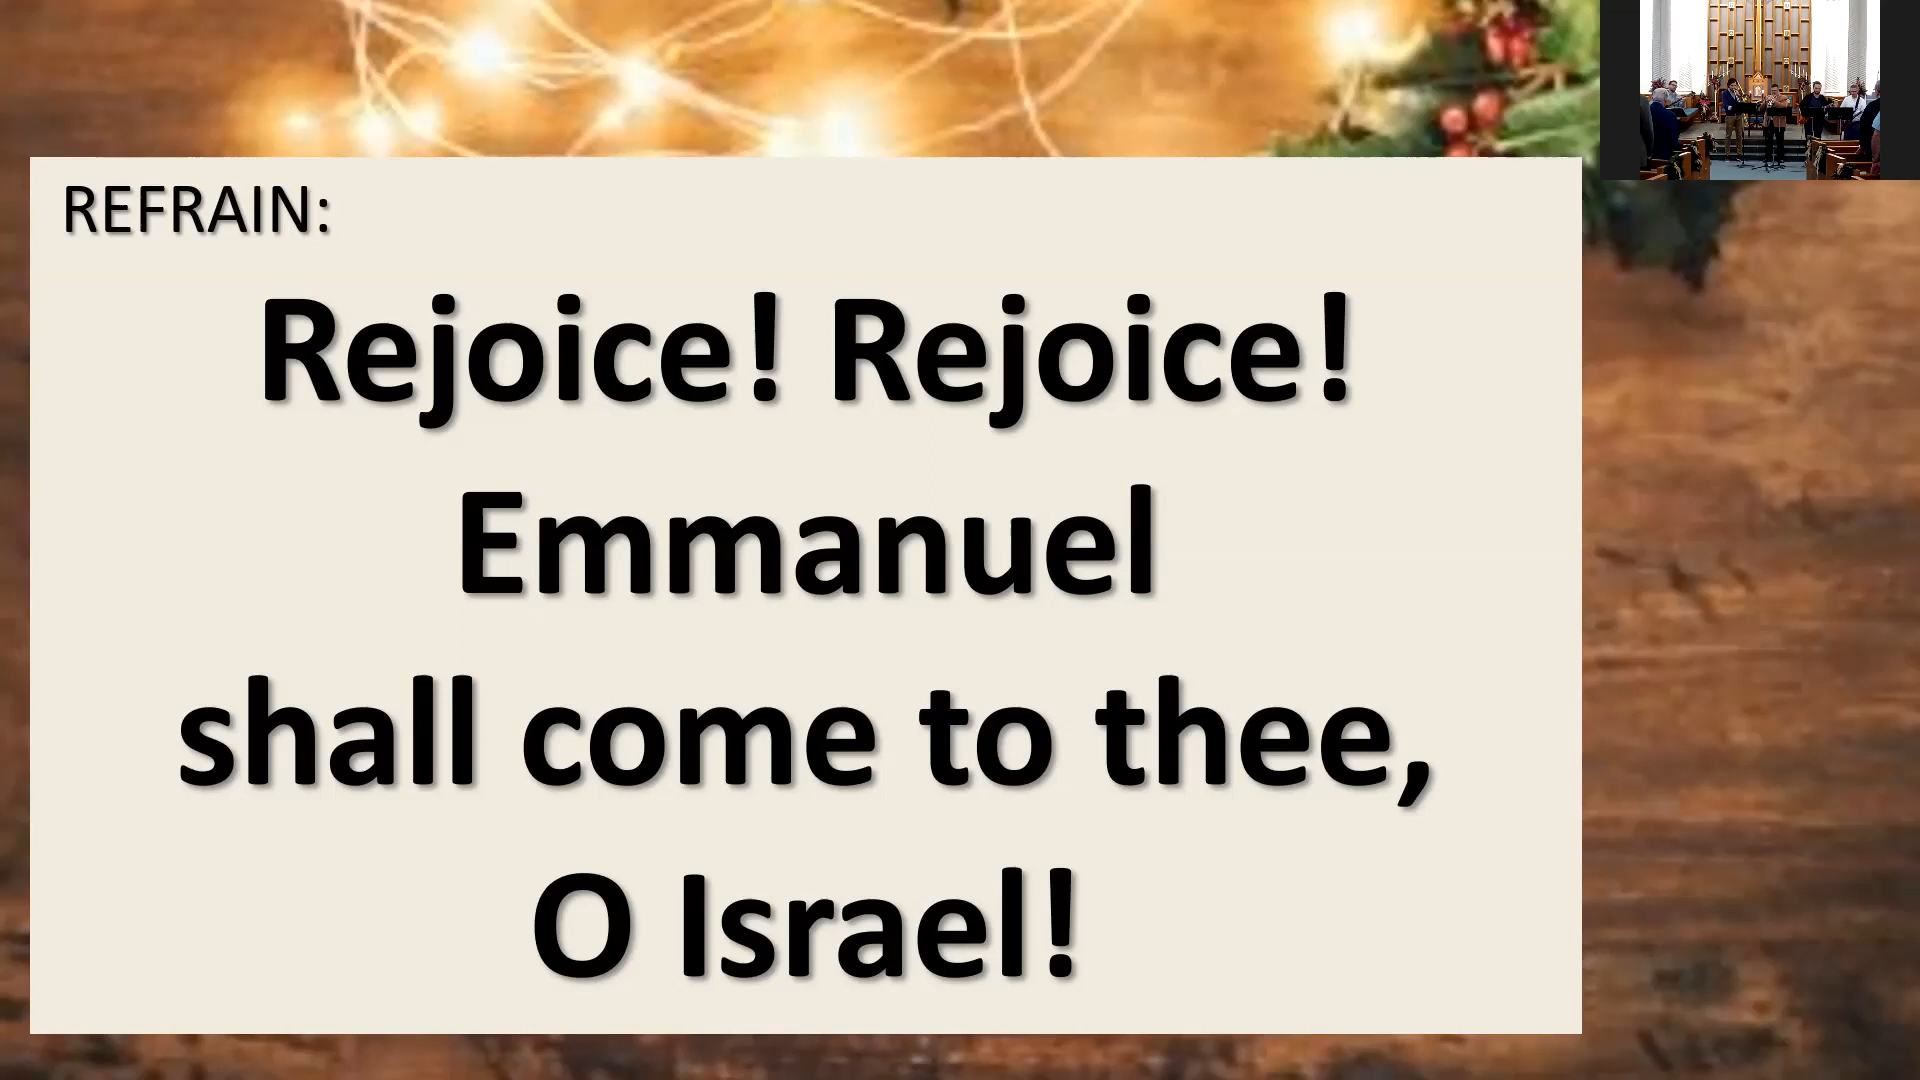 REFRAIN:
Rejoice! Rejoice!
Emmanuel
shall come to thee,
O Israel!